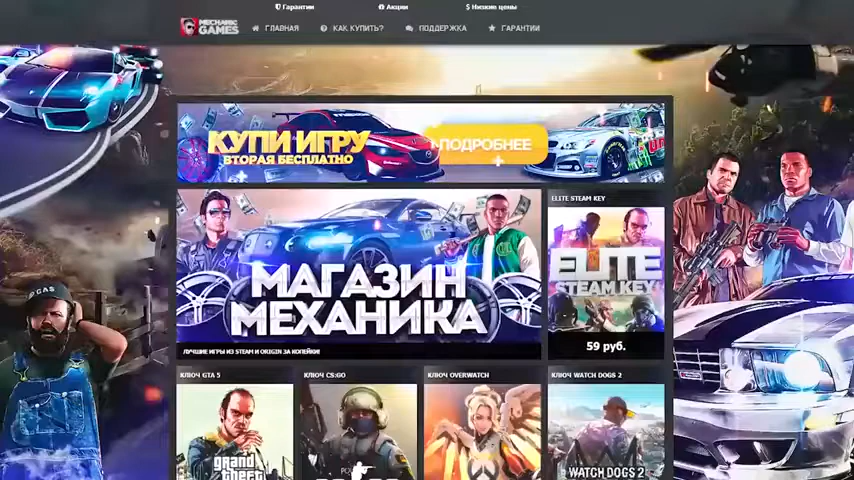 Гарантии
Акции
$ Низкие цены
MECHANIC
GAMES
ГЛАВНАЯ
КАК КУПИТЬ?
ПОДДЕРЖКА
ГАРАНТИИ
КУПИ ИГРУ
ВТОРАЯ БЕСПЛАТНО
ПОДРОБНЕЕ
ELITE STEAM KEY
ELITE
STEAM KEY
59 руб.
МАГАЗИН
МЕХАНИКА
ЛУЧШИЕ ИГРЫ ИЗ STEAM И ORIGIN ЗА КОПЕЙКИ!
GAS
КЛЮЧ GTA 5
КЛЮЧ CS:GO
КЛЮЧ OVERWATCH
КЛЮЧ WATCH DOGS 2
grand
WATCH DOGS 2